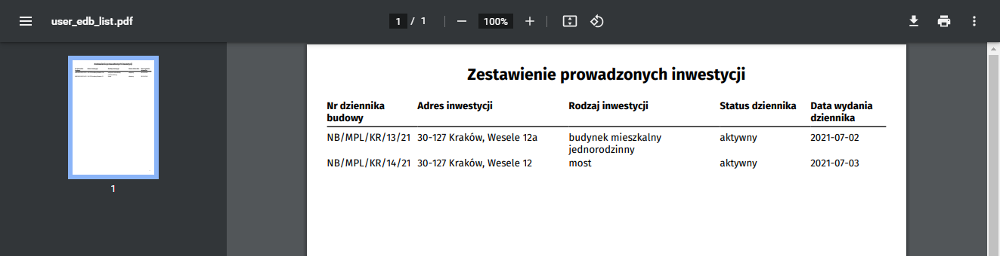 user_edb_list.pdf
1 / 1
100%
1
Zestawienie prowadzonych inwestycji
Nr dziennika budowy Adres inwestycji Rodzaj inwestycji Status dziennika Data wydania dziennika
NB/MPL/KR/13/21 30-127 Kraków, Wesele 12a budynek mieszkalny jednorodzinny aktywny 2021-07-02
NB/MPL/KR/14/21 30-127 Kraków, Wesele 12 most aktywny 2021-07-03